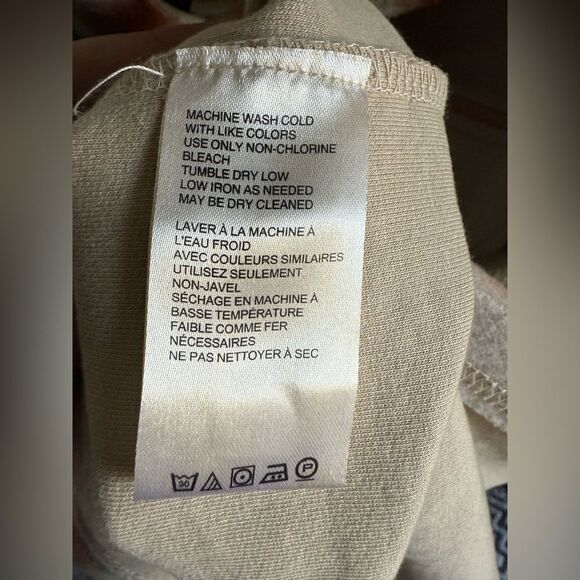 MACHINE WASH COLD
WITH LIKE COLORS
USE ONLY NON-CHLORINE
BLEACH
TUMBLE DRY LOW
LOW IRON AS NEEDED
MAY BE DRY CLEANED
LAVER À LA MACHINE À
L'EAU FROID
AVEC COULEURS SIMILAIRES
UTILISEZ SEULEMENT
NON-JAVEL
SÉCHAGE EN MACHINE À
BASSE TEMPÉRATURE
FAIBLE COMME FER
NÉCESSAIRES
NE PAS NETTOYER À SEC
30 P